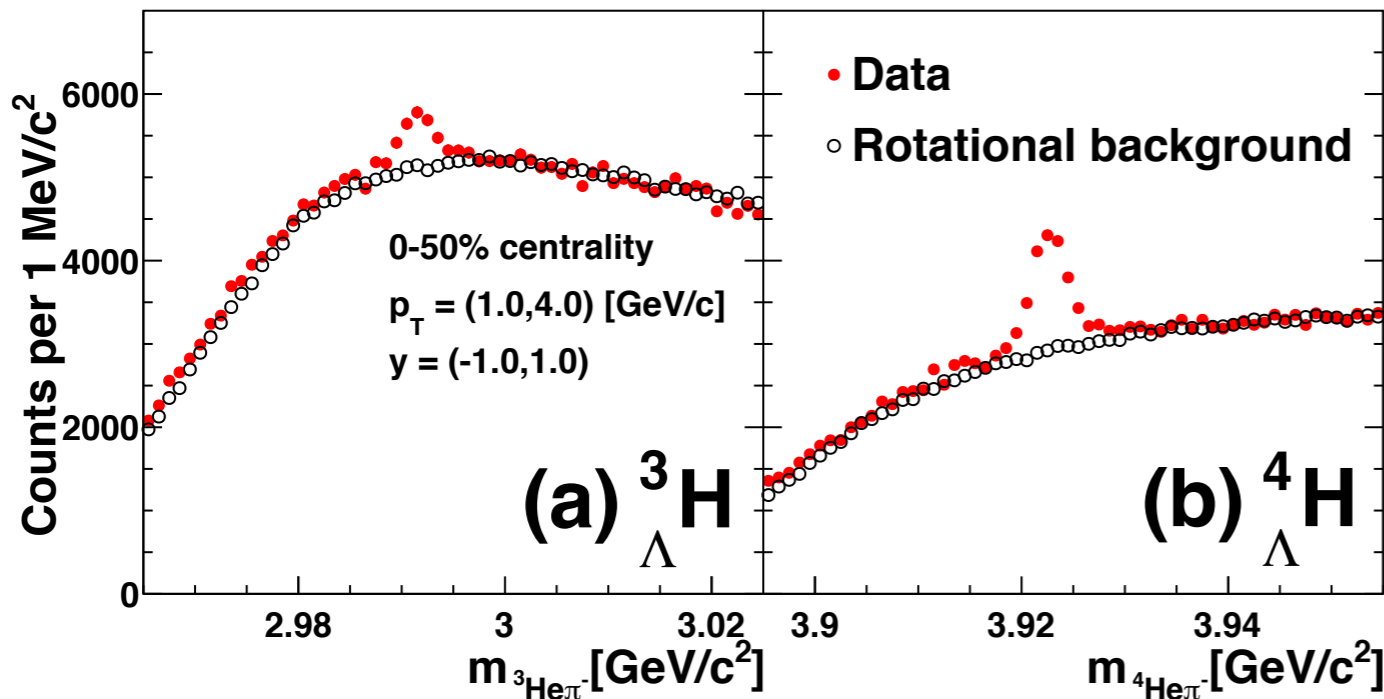 Counts per 1 MeV/c²
6000
4000
2000
0
0-50% centrality
p_T = (1.0,4.0) [GeV/c]
y = (-1.0,1.0)
(a) ³_ΛH
2.98 3 3.02
m_³Heπ⁻ [GeV/c²]
Data
Rotational background
(b) ⁴_ΛH
3.9 3.92 3.94
m_⁴Heπ⁻ [GeV/c²]